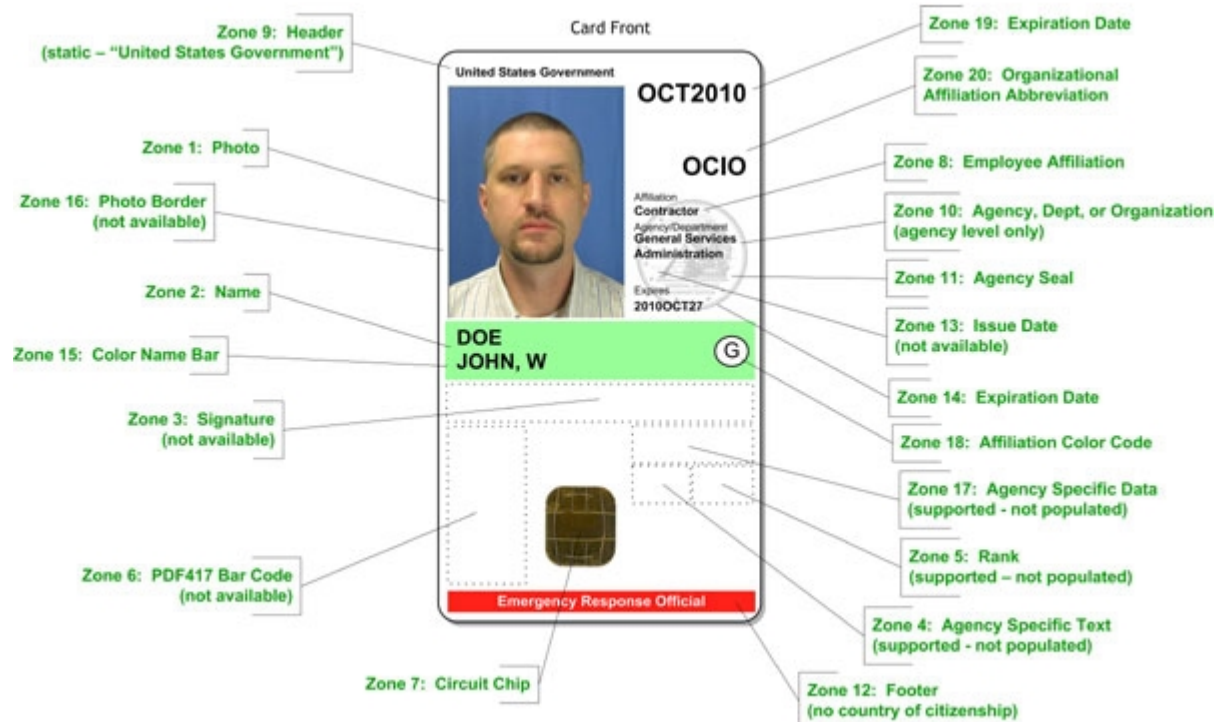 Card Front
Zone 9: Header
(static – “United States Government”)
Zone 1: Photo
Zone 16: Photo Border
(not available)
Zone 2: Name
Zone 15: Color Name Bar
Zone 3: Signature
(not available)
Zone 6: PDF417 Bar Code
(not available)
Zone 7: Circuit Chip
United States Government
OCT2010
OCIO
Affiliation
Contractor
Agency/Department
General Services
Administration
Expires
2010OCT27
DOE
JOHN, W
G
Emergency Response Official
Zone 19: Expiration Date
Zone 20: Organizational
Affiliation Abbreviation
Zone 8: Employee Affiliation
Zone 10: Agency, Dept, or Organization
(agency level only)
Zone 11: Agency Seal
Zone 13: Issue Date
(not available)
Zone 14: Expiration Date
Zone 18: Affiliation Color Code
Zone 17: Agency Specific Data
(supported - not populated)
Zone 5: Rank
(supported – not populated)
Zone 4: Agency Specific Text
(supported - not populated)
Zone 12: Footer
(no country of citizenship)